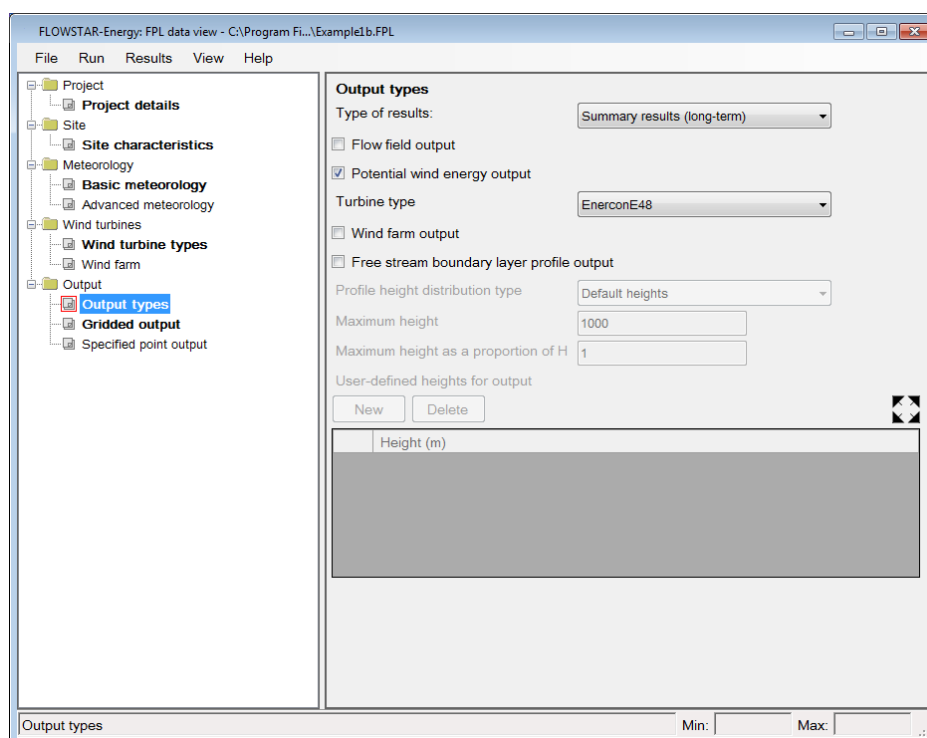 FLOWSTAR-Energy: FPL data view - C:\Program Fi...\Example1b.FPL
File Run Results View Help
Project
Project details
Site
Site characteristics
Meteorology
Basic meteorology
Advanced meteorology
Wind turbines
Wind turbine types
Wind farm
Output
Output types
Gridded output
Specified point output
Output types
Type of results: Summary results (long-term)
Flow field output
Potential wind energy output
Turbine type EnerconE48
Wind farm output
Free stream boundary layer profile output
Profile height distribution type Default heights
Maximum height 1000
Maximum height as a proportion of H 1
User-defined heights for output
New Delete
Height (m)
Output types Min: Max: